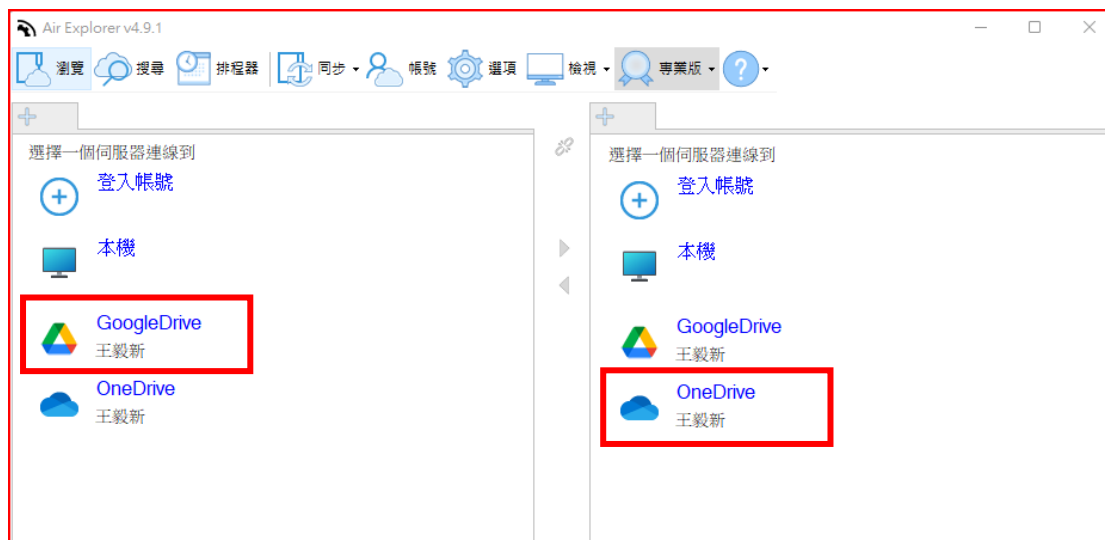 Air Explorer v4.9.1
瀏覽 搜尋 排程器 同步 帳號 選項 檢視 專業版 ?
選擇一個伺服器連線到
登入帳號
本機
GoogleDrive
王毅新
OneDrive
王毅新
選擇一個伺服器連線到
登入帳號
本機
GoogleDrive
王毅新
OneDrive
王毅新